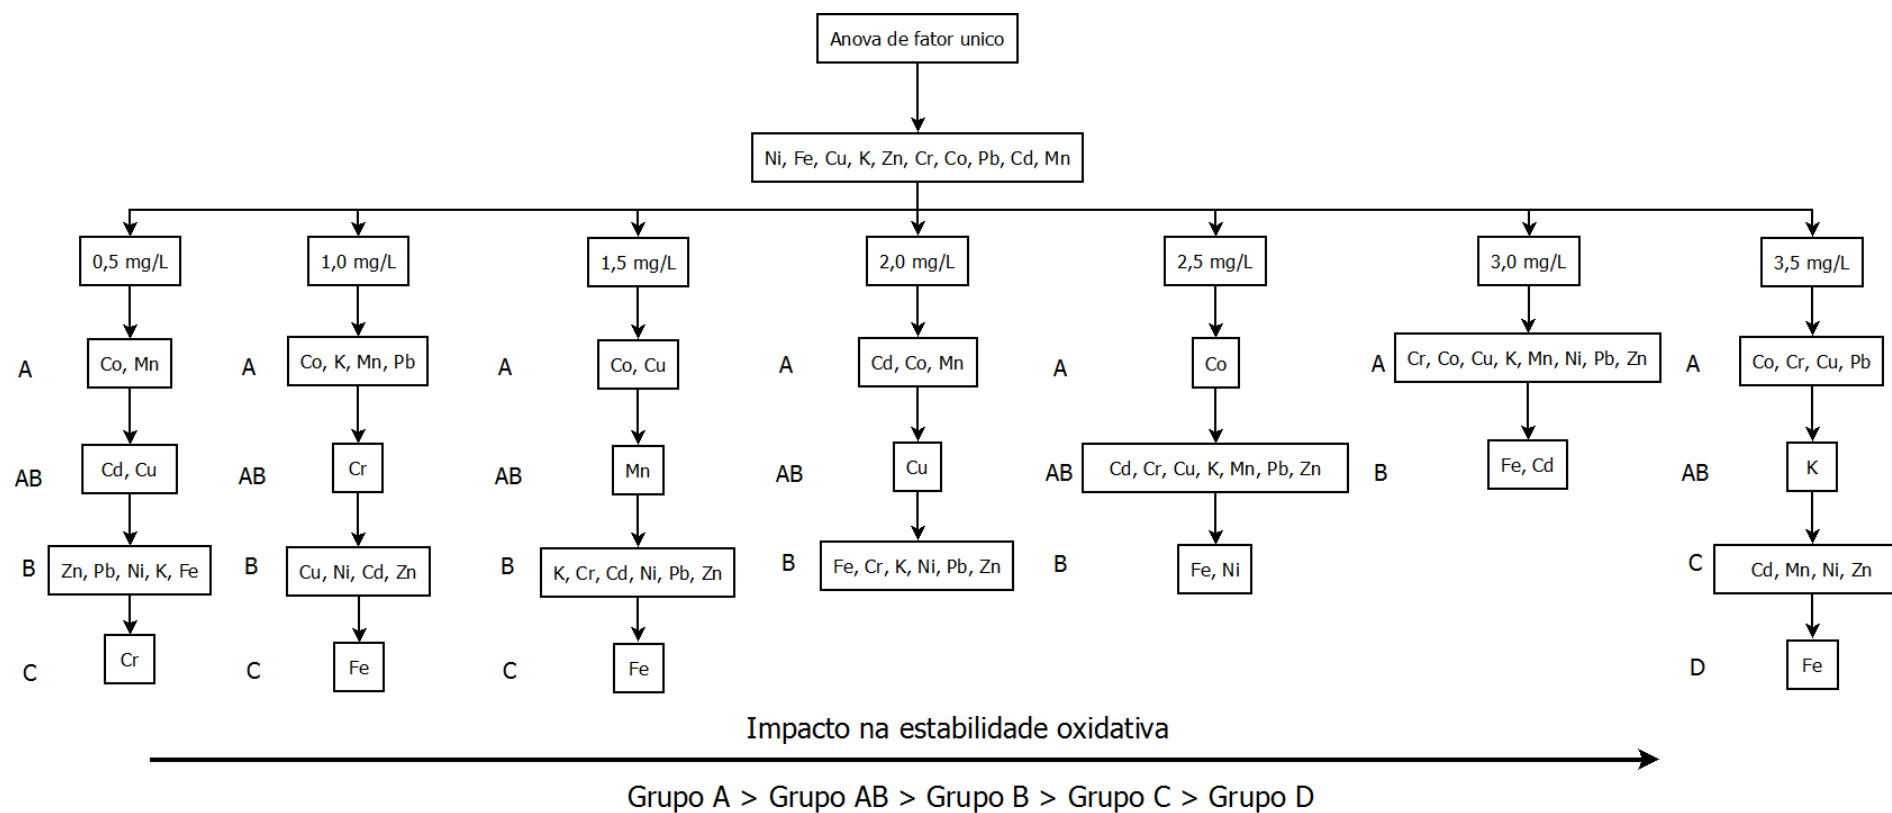 Anova de fator unico
Ni, Fe, Cu, K, Zn, Cr, Co, Pb, Cd, Mn
0,5 mg/L
1,0 mg/L
1,5 mg/L
2,0 mg/L
2,5 mg/L
3,0 mg/L
3,5 mg/L
A
Co, Mn
A
Co, K, Mn, Pb
A
Co, Cu
A
Cd, Co, Mn
A
Co
A
Cr, Co, Cu, K, Mn, Ni, Pb, Zn
A
Co, Cr, Cu, Pb
AB
Cd, Cu
AB
Cr
AB
Mn
AB
Cu
AB
Cd, Cr, Cu, K, Mn, Pb, Zn
B
Fe, Cd
AB
K
B
Zn, Pb, Ni, K, Fe
B
Cu, Ni, Cd, Zn
B
K, Cr, Cd, Ni, Pb, Zn
B
Fe, Cr, K, Ni, Pb, Zn
B
Fe, Ni
C
Cd, Mn, Ni, Zn
C
Cr
C
Fe
C
Fe
D
Fe
Impacto na estabilidade oxidativa
Grupo A > Grupo AB > Grupo B > Grupo C > Grupo D